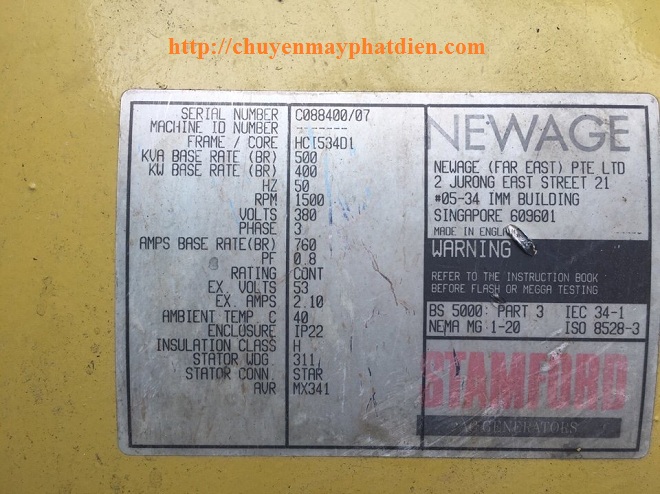 http://chuyenmayphatdien.com
SERIAL NUMBER C088400/07
MACHINE ID NUMBER --------
FRAME / CORE HCI534D1
KVA BASE RATE (BR) 500
KW BASE RATE (BR) 400
HZ 50
RPM 1500
VOLTS 380
PHASE 3
AMPS BASE RATE(BR) 760
PF 0.8
RATING CONT
EX. VOLTS 53
EX. AMPS 2.10
AMBIENT TEMP. C 40
ENCLOSURE IP22
INSULATION CLASS H
STATOR WDG. 311
STATOR CONN. STAR
AVR MX341
NEWAGE
NEWAGE (FAR EAST) PTE LTD
2 JURONG EAST STREET 21
#05-34 IMM BUILDING
SINGAPORE 609601
MADE IN ENGLAND
WARNING
REFER TO THE INSTRUCTION BOOK
BEFORE FLASH OR MEGGA TESTING
BS 5000: PART 3 IEC 34-1
NEMA MG 1-20 ISO 8528-3
STAMFORD
AC GENERATORS